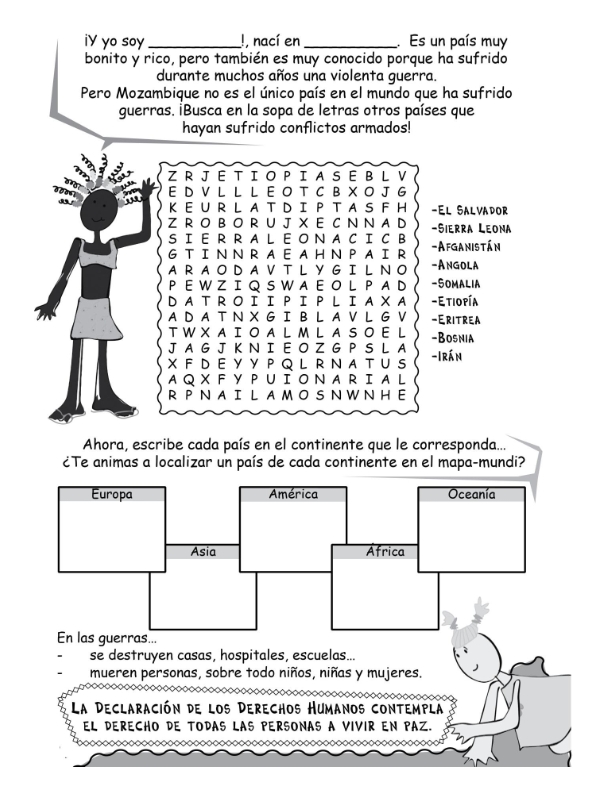 ¡Y yo soy ___________!, nací en ___________. Es un país muy
bonito y rico, pero también es muy conocido porque ha sufrido
durante muchos años una violenta guerra.
Pero Mozambique no es el único país en el mundo que ha sufrido
guerras. ¡Busca en la sopa de letras otros países que
hayan sufrido conflictos armados!
Z R J E T I O P I A S E B L V
E D V L L L E O T C B X O J G
K E U R L A T D I P T A S F H
Z R O B O R U J X E C N N A D
S I E R R A L E O N A C I C B
G T I N N R A E A H N P A I R
A R A O D A V T L Y G I L N O
P E W Z I Q S W A E O L P A D
D A T R O I I P I P L I A X A
A D A T N X G I B L A V L G V
T W X A I O A L M L A S O E L
J A G J K N I E O Z G P S L A
X F D E Y Y P Q L R N A T U S
A Q X F Y P U I O N A R I A L
R P N A I L A M O S N W N H E
-EL SALVADOR
-SIERRA LEONA
-AFGANISTÁN
-ANGOLA
-SOMALIA
-ETIOPÍA
-ERITREA
-BOSNIA
-IRÁN
Ahora, escribe cada país en el continente que le corresponda...
¿Te animas a localizar un país de cada continente en el mapa-mundi?
Europa
América
Oceanía
Asia
África
En las guerras...
- se destruyen casas, hospitales, escuelas...
- mueren personas, sobre todo niños, niñas y mujeres.
LA DECLARACIÓN DE LOS DERECHOS HUMANOS CONTEMPLA
EL DERECHO DE TODAS LAS PERSONAS A VIVIR EN PAZ.